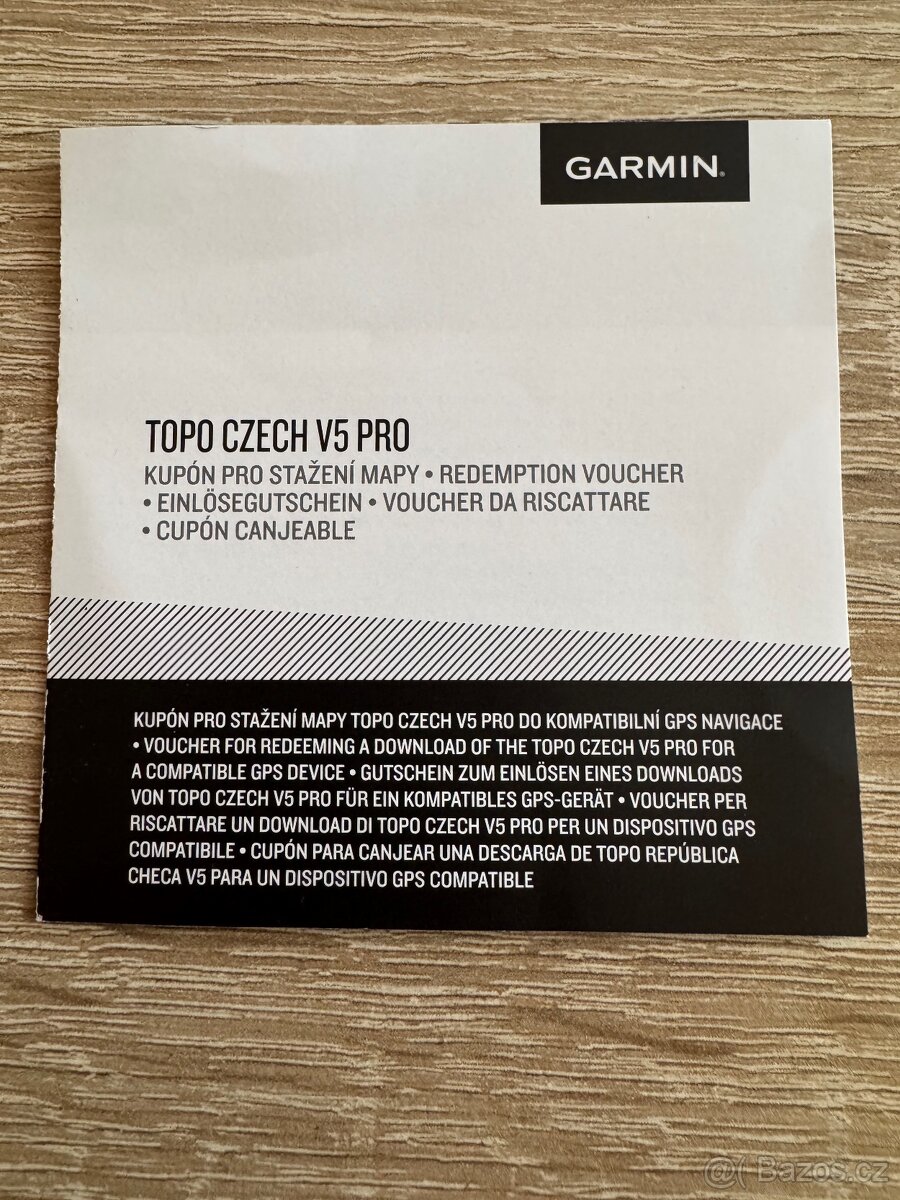 GARMIN®
TOPO CZECH V5 PRO
KUPÓN PRO STAŽENÍ MAPY • REDEMPTION VOUCHER
• EINLÖSEGUTSCHEIN • VOUCHER DA RISCATTARE
• CUPÓN CANJEABLE
KUPÓN PRO STAŽENÍ MAPY TOPO CZECH V5 PRO DO KOMPATIBILNÍ GPS NAVIGACE
• VOUCHER FOR REDEEMING A DOWNLOAD OF THE TOPO CZECH V5 PRO FOR
A COMPATIBLE GPS DEVICE • GUTSCHEIN ZUM EINLÖSEN EINES DOWNLOADS
VON TOPO CZECH V5 PRO FÜR EIN KOMPATIBLES GPS-GERÄT • VOUCHER PER
RISCATTARE UN DOWNLOAD DI TOPO CZECH V5 PRO PER UN DISPOSITIVO GPS
COMPATIBILE • CUPÓN PARA CANJEAR UNA DESCARGA DE TOPO REPÚBLICA
CHECA V5 PARA UN DISPOSITIVO GPS COMPATIBLE
@( Bazos.cz